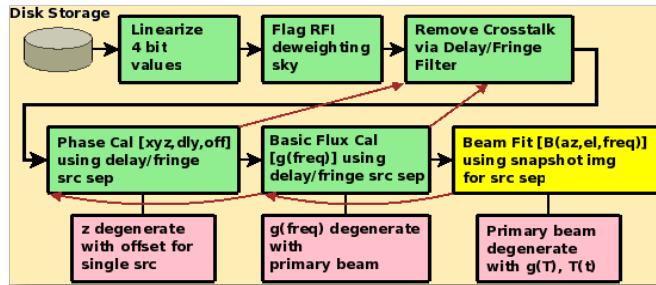 Disk Storage
Linearize
4 bit
values
Flag RFI
deweighting
sky
Remove Crosstalk
via Delay/Fringe
Filter
Phase Cal [xyz,dly,off]
using delay/fringe
src sep
Basic Flux Cal
[g(freq)] using
delay/fringe src sep
Beam Fit [B(az,el,freq)]
using snapshot img
for src sep
z degenerate
with offset for
single src
g(freq) degenerate
with
primary beam
Primary beam
degenerate
with g(T), T(t)